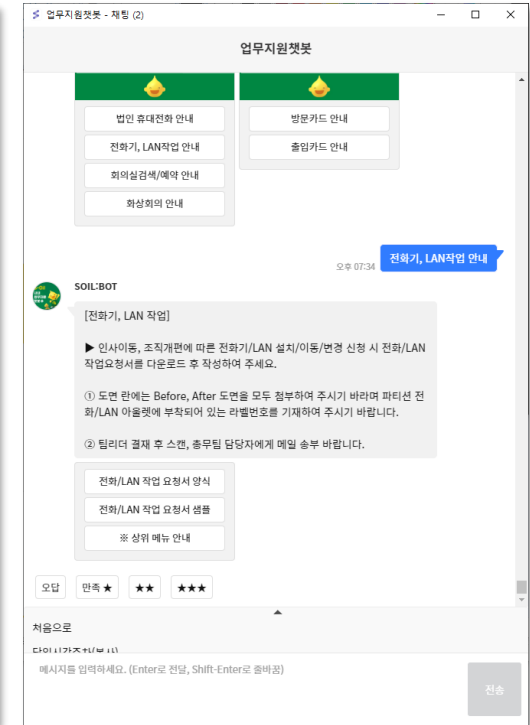 업무지원챗봇 - 채팅 (2)
업무지원챗봇
법인 휴대전화 안내
전화기, LAN작업 안내
회의실검색/예약 안내
화상회의 안내
방문카드 안내
출입카드 안내
오후 07:34
전화기, LAN작업 안내
SOIL:BOT
[전화기, LAN 작업]
▶ 인사이동, 조직개편에 따른 전화기/LAN 설치/이동/변경 신청 시 전화/LAN
작업요청서를 다운로드 후 작성하여 주세요.
① 도면 란에는 Before, After 도면을 모두 첨부하여 주시기 바라며 파티션 전
화/LAN 아울렛에 부착되어 있는 라벨번호를 기재하여 주시기 바랍니다.
② 팀리더 결재 후 스캔, 총무팀 담당자에게 메일 송부 바랍니다.
전화/LAN 작업 요청서 양식
전화/LAN 작업 요청서 샘플
※ 상위 메뉴 안내
오답
만족 ★
★★
★★★
처음으로
메시지를 입력하세요. (Enter로 전달, Shift-Enter로 줄바꿈)
전송